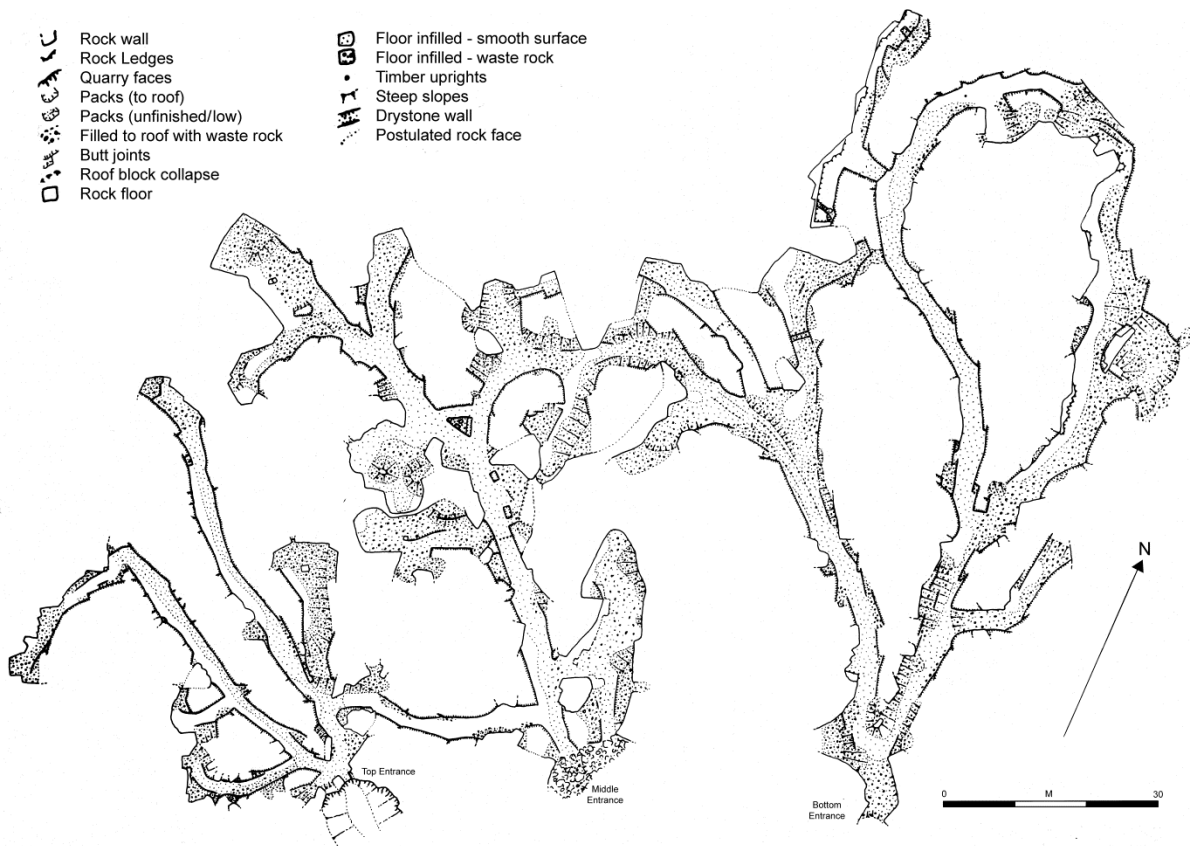 Rock wall
Rock Ledges
Quarry faces
Packs (to roof)
Packs (unfinished/low)
Filled to roof with waste rock
Butt joints
Roof block collapse
Rock floor
Floor infilled - smooth surface
Floor infilled - waste rock
Timber uprights
Steep slopes
Drystone wall
Postulated rock face
N
Top Entrance
Middle
Entrance
Bottom
Entrance
0 M 30